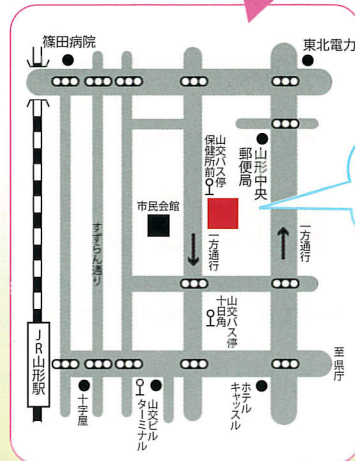 篠田病院
東北電力
山交バス停
保健所前
山形中央
郵便局
市民会館
すずらん通り
一方通行
一方通行
山交バス停
十日角
至県庁
JR山形駅
十字屋
山交ビル
ターミナル
ホテル
キャッスル